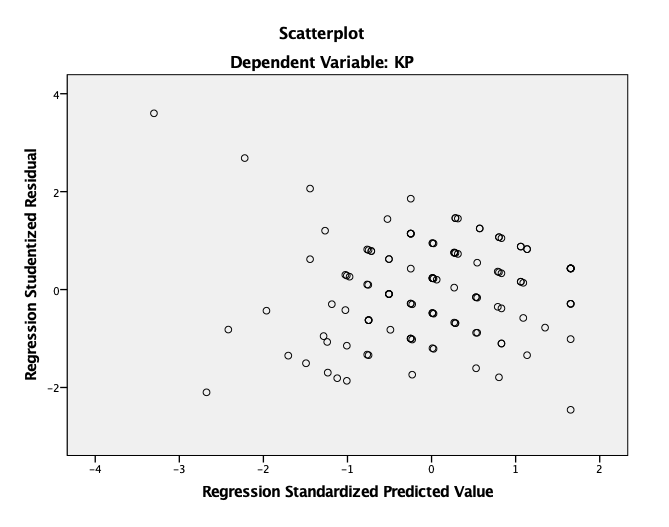 Scatterplot
Dependent Variable: KP
Regression Studentized Residual
4
2
0
−2
−4
−3
−2
−1
0
1
2
Regression Standardized Predicted Value